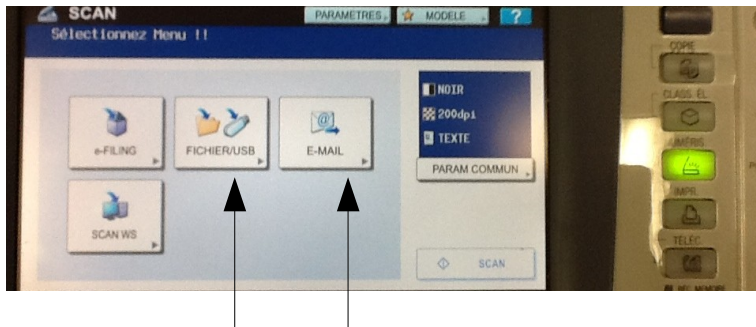 SCAN
PARAMETRES
MODELE
?
Sélectionnez Menu !!
NOIR
200dpi
TEXTE
e-FILING
FICHIER/USB
E-MAIL
PARAM COMMUN
SCAN WS
SCAN
COPIE
CLASS. EL.
IMPR.
TELEC.